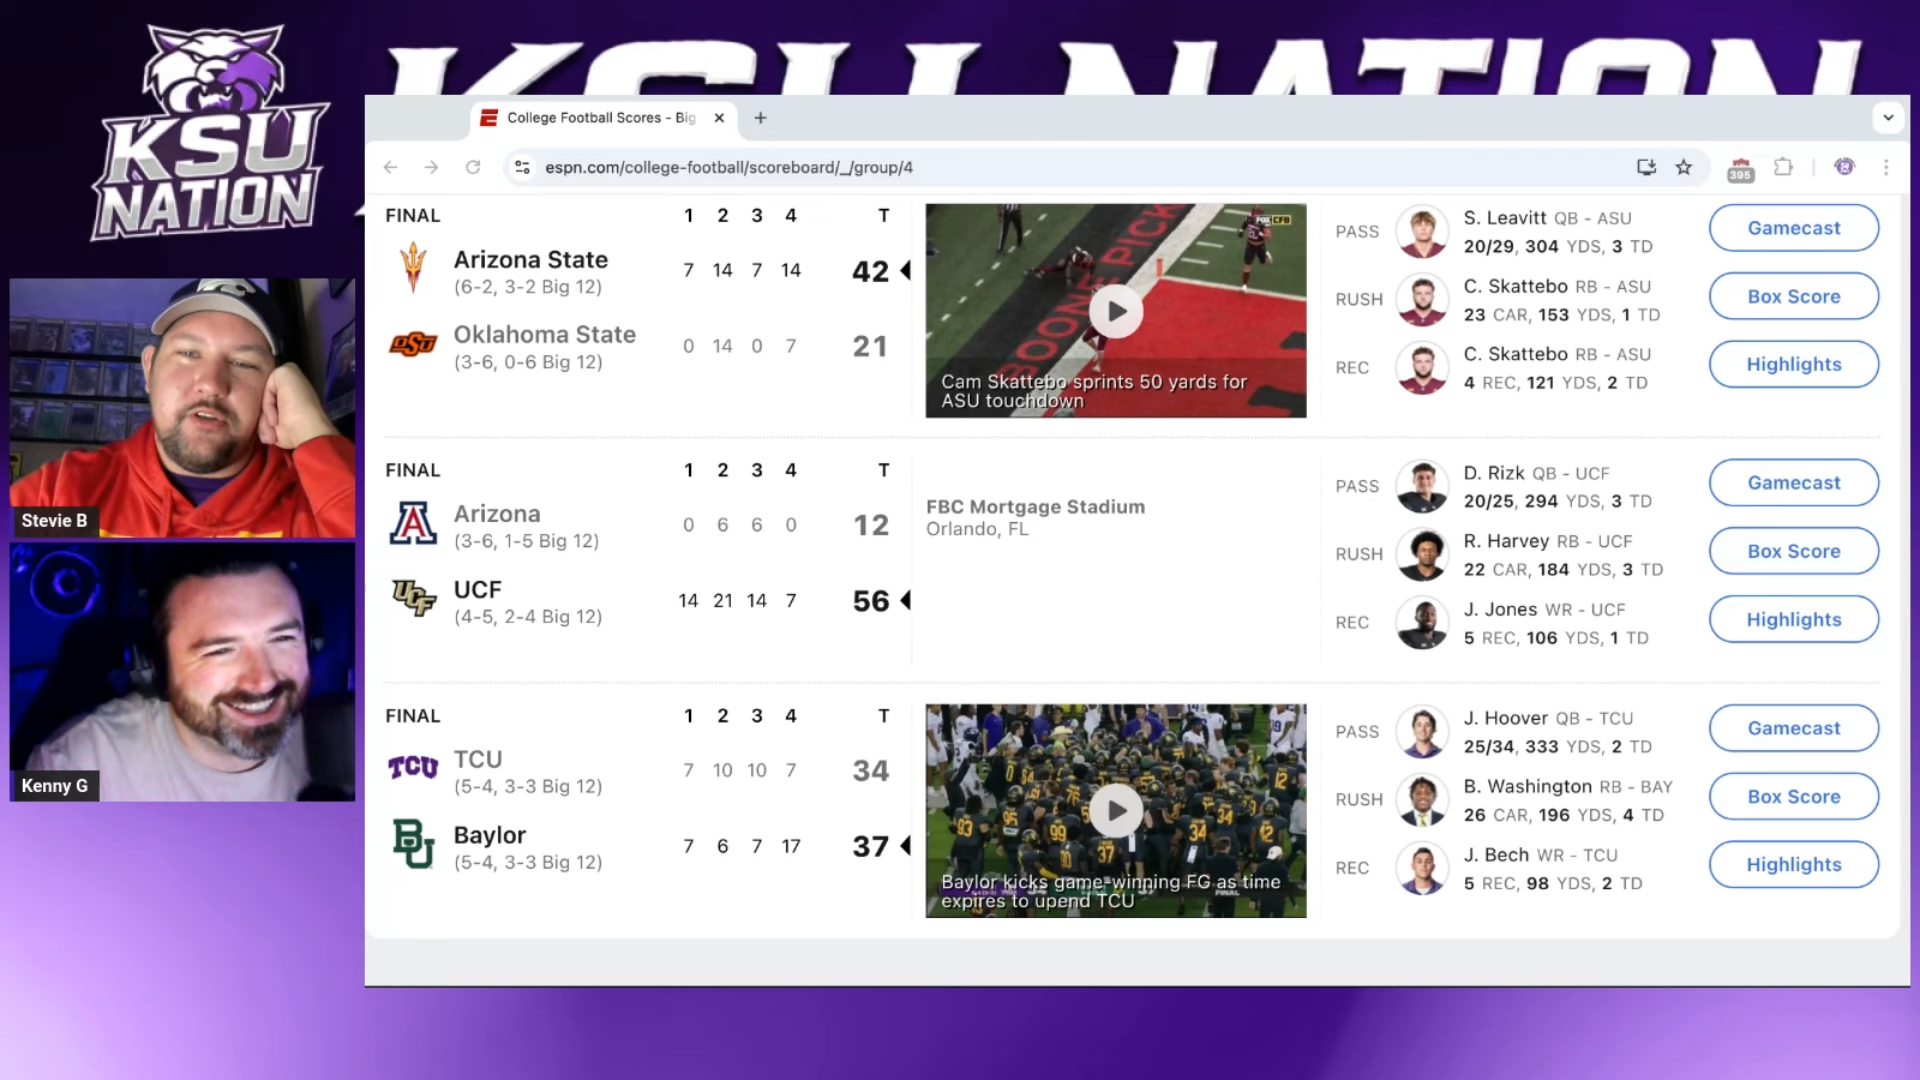 KSU NATION
KSU
NATION
College Football Scores - Big
espn.com/college-football/scoreboard/_/group/4
395
FINAL 1 2 3 4 T
Arizona State
(6-2, 3-2 Big 12)
7 14 7 14 42
Oklahoma State
(3-6, 0-6 Big 12)
0 14 0 7 21
BOONE PICK
FOX CFB
Cam Skattebo sprints 50 yards for
ASU touchdown
PASS
S. Leavitt QB - ASU
20/29, 304 YDS, 3 TD
RUSH
C. Skattebo RB - ASU
23 CAR, 153 YDS, 1 TD
REC
C. Skattebo RB - ASU
4 REC, 121 YDS, 2 TD
Gamecast
Box Score
Highlights
Stevie B
FINAL 1 2 3 4 T
Arizona
(3-6, 1-5 Big 12)
0 6 6 0 12
UCF
UCF
(4-5, 2-4 Big 12)
14 21 14 7 56
FBC Mortgage Stadium
Orlando, FL
PASS
D. Rizk QB - UCF
20/25, 294 YDS, 3 TD
RUSH
R. Harvey RB - UCF
22 CAR, 184 YDS, 3 TD
REC
J. Jones WR - UCF
5 REC, 106 YDS, 1 TD
Gamecast
Box Score
Highlights
Kenny G
FINAL 1 2 3 4 T
TCU
TCU
(5-4, 3-3 Big 12)
7 10 10 7 34
BU
Baylor
(5-4, 3-3 Big 12)
7 6 7 17 37
Baylor kicks game-winning FG as time
expires to upend TCU
PASS
J. Hoover QB - TCU
25/34, 333 YDS, 2 TD
RUSH
B. Washington RB - BAY
26 CAR, 196 YDS, 4 TD
REC
J. Bech WR - TCU
5 REC, 98 YDS, 2 TD
Gamecast
Box Score
Highlights